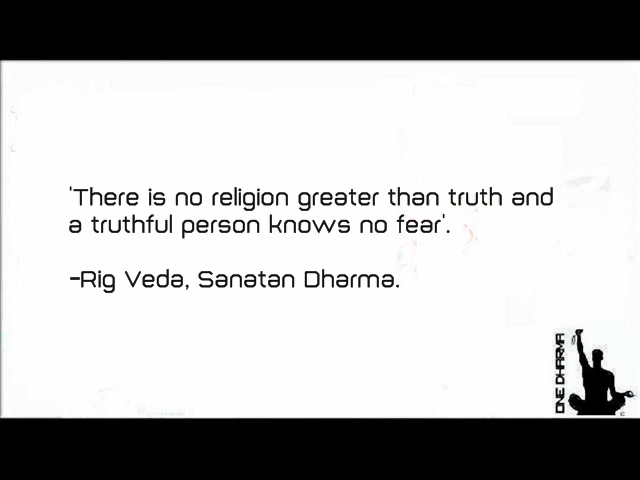 'There is no religion greater than truth and
a truthful person knows no fear'.
-Rig Veda, Sanatan Dharma.
ONE DHARMA